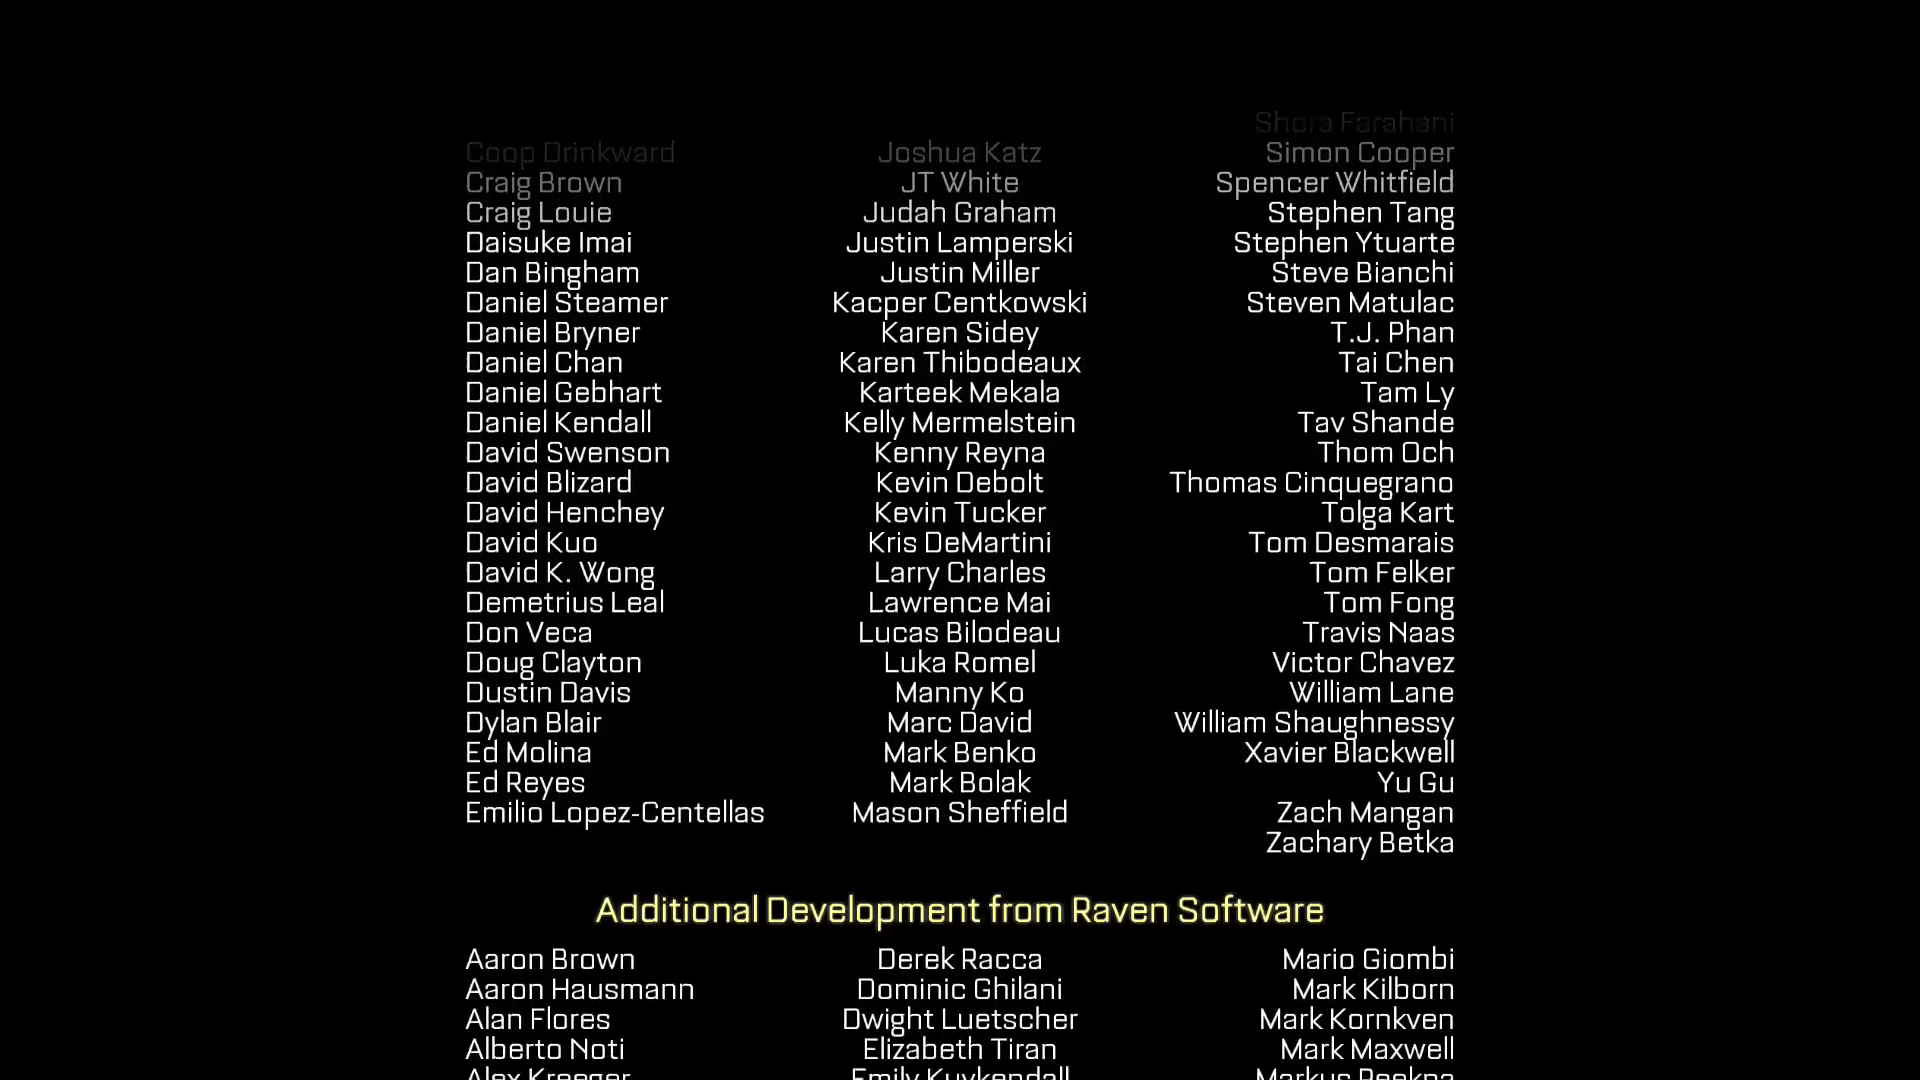 Shora Farahani
Coop Drinkward Joshua Katz Simon Cooper
Craig Brown JT White Spencer Whitfield
Craig Louie Judah Graham Stephen Tang
Daisuke Imai Justin Lamperski Stephen Ytuarte
Dan Bingham Justin Miller Steve Bianchi
Daniel Steamer Kacper Centkowski Steven Matulac
Daniel Bryner Karen Sidey T.J. Phan
Daniel Chan Karen Thibodeaux Tai Chen
Daniel Gebhart Karteek Mekala Tam Ly
Daniel Kendall Kelly Mermelstein Tav Shande
David Swenson Kenny Reyna Thom Och
David Blizard Kevin Debolt Thomas Cinquegrano
David Henchey Kevin Tucker Tolga Kart
David Kuo Kris DeMartini Tom Desmarais
David K. Wong Larry Charles Tom Felker
Demetrius Leal Lawrence Mai Tom Fong
Don Veca Lucas Bilodeau Travis Naas
Doug Clayton Luka Romel Victor Chavez
Dustin Davis Manny Ko William Lane
Dylan Blair Marc David William Shaughnessy
Ed Molina Mark Benko Xavier Blackwell
Ed Reyes Mark Bolak Yu Gu
Emilio Lopez-Centellas Mason Sheffield Zach Mangan
Zachary Betka
Additional Development from Raven Software
Aaron Brown Derek Racca Mario Giombi
Aaron Hausmann Dominic Ghilani Mark Kilborn
Alan Flores Dwight Luetscher Mark Kornkven
Alberto Noti Elizabeth Tiran Mark Maxwell
Alex Kreeger Emily Kuykendall Markus